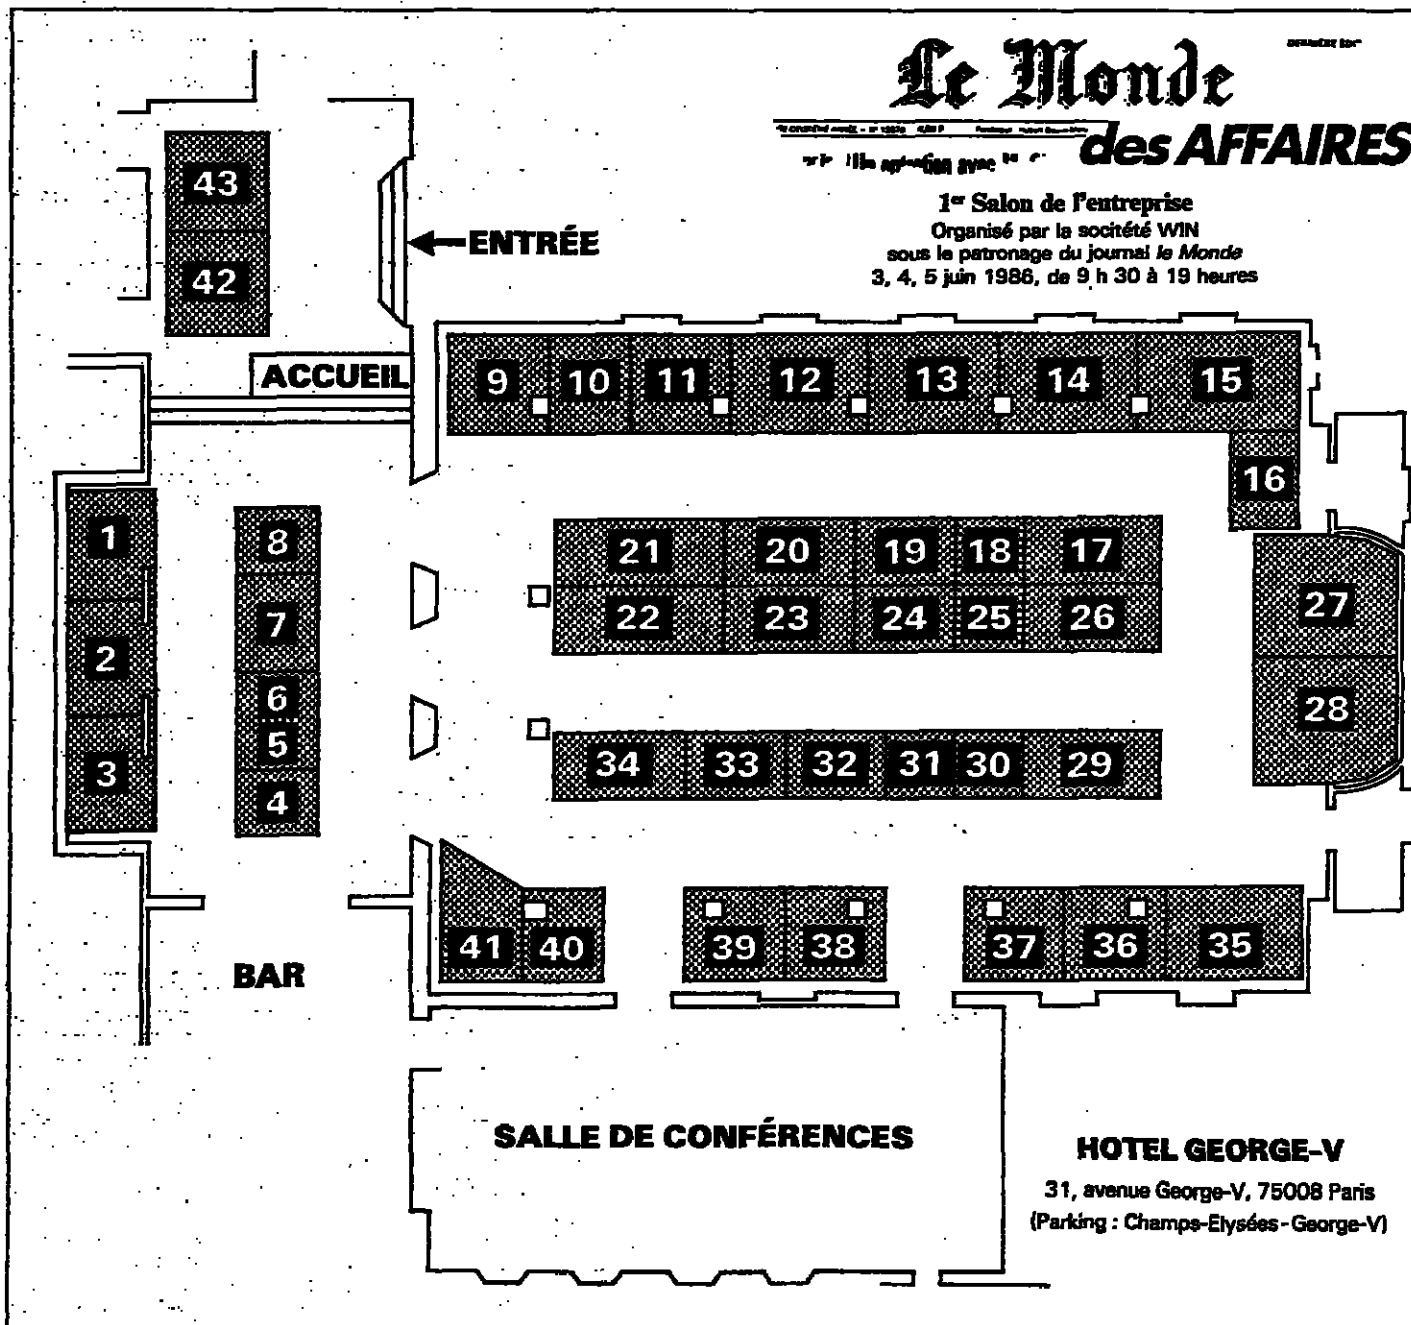 Le Monde
des AFFAIRES
1er Salon de l'entreprise
Organisé par la socitété WIN
sous le patronage du journal le Monde
3, 4, 5 juin 1986, de 9 h 30 à 19 heures
43
ENTRÉE
42
ACCUEIL
9 10 11 12 13 14 15
16
1
8
21 20 19 18 17
7
22 23 24 25 26
27
2
6
28
5
34 33 32 31 30 29
3
4
41 40 39 38 37 36 35
BAR
SALLE DE CONFÉRENCES
HOTEL GEORGE-V
31, avenue George-V, 75008 Paris
(Parking : Champs-Elysées-George-V)